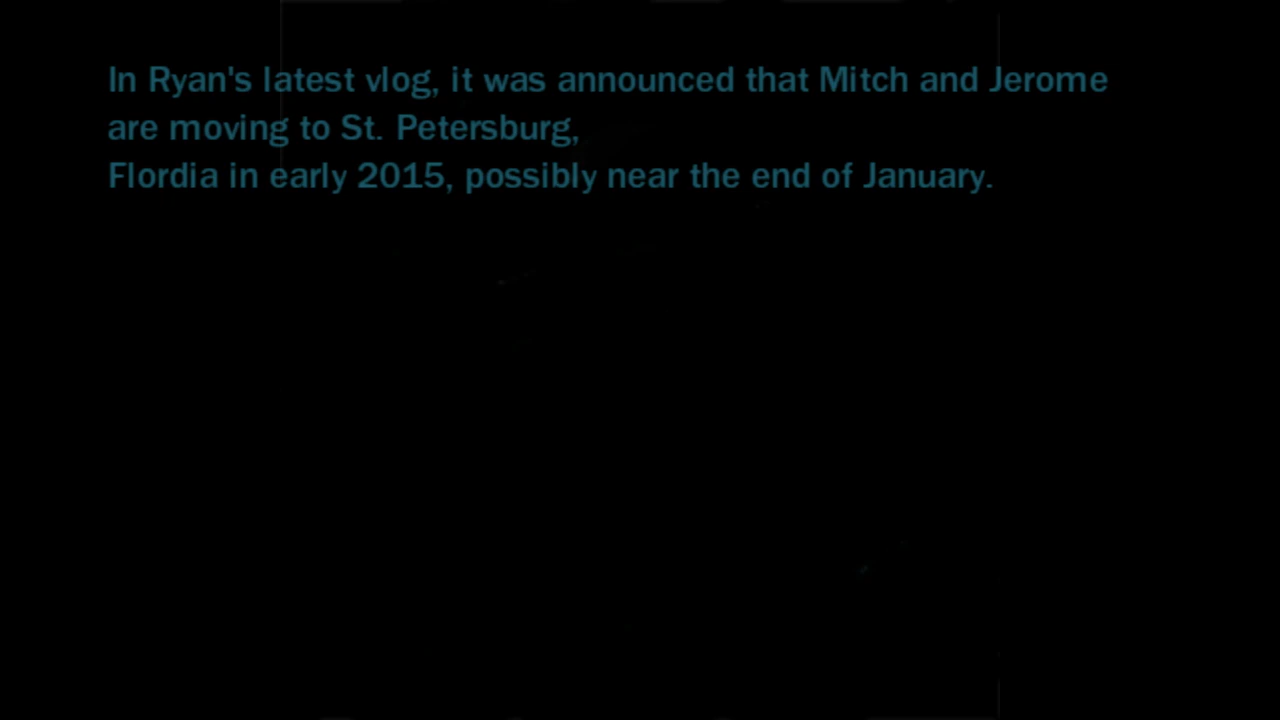 In Ryan's latest vlog, it was announced that Mitch and Jerome
are moving to St. Petersburg,
Flordia in early 2015, possibly near the end of January.